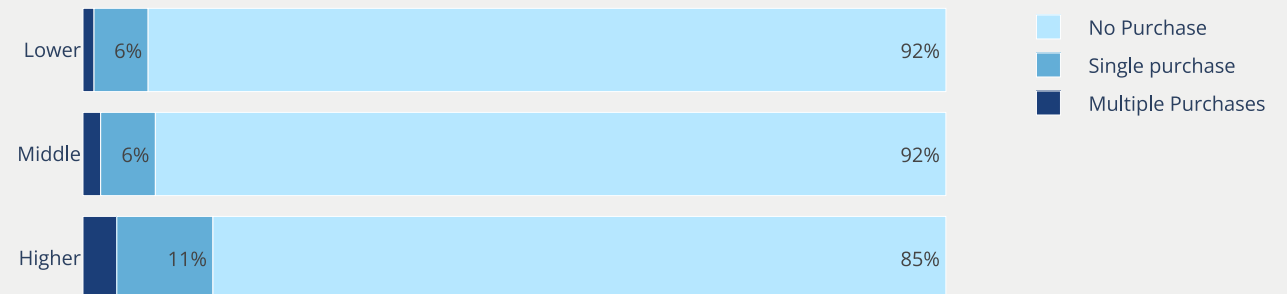 Lower 6% 92%
Middle 6% 92%
Higher 11% 85%
No Purchase
Single purchase
Multiple Purchases